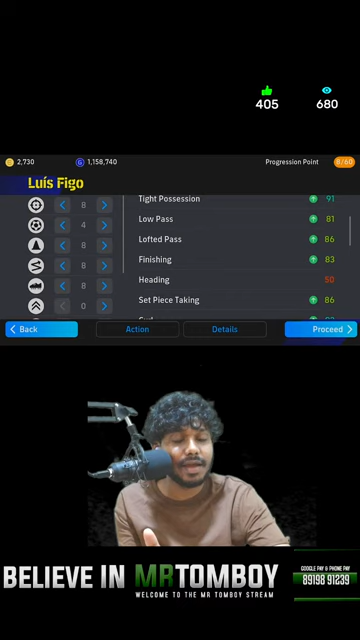 405 680
2,730 1,158,740 Progression Point 8/60
Luís Figo
Tight Possession 91
8
Low Pass 81
4
Lofted Pass 86
8
Finishing 83
8
Heading 50
8
Set Piece Taking 86
0
Back Action Details Proceed
BELIEVE IN MRTOMBOY
WELCOME TO THE MR TOMBOY STREAM
GOOGLE PAY & PHONE PAY
89198 91239